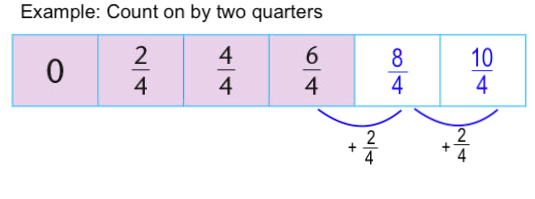 Example: Count on by two quarters
0 2/4 4/4 6/4 8/4 10/4
+ 2/4 + 2/4